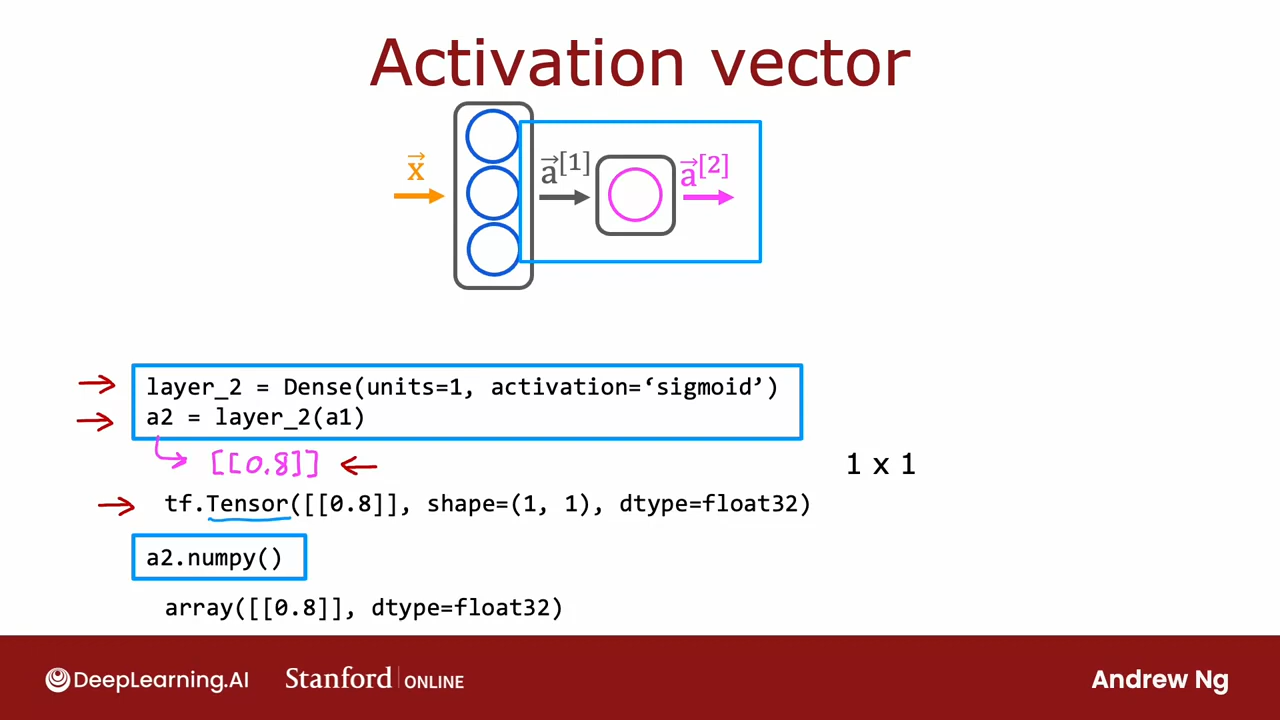 Activation vector
x⃗
a⃗[1]
a⃗[2]
layer_2 = Dense(units=1, activation=‘sigmoid’)
a2 = layer_2(a1)
[[0.8]]
1 x 1
tf.Tensor([[0.8]], shape=(1, 1), dtype=float32)
a2.numpy()
array([[0.8]], dtype=float32)
DeepLearning.AI
Stanford | ONLINE
Andrew Ng